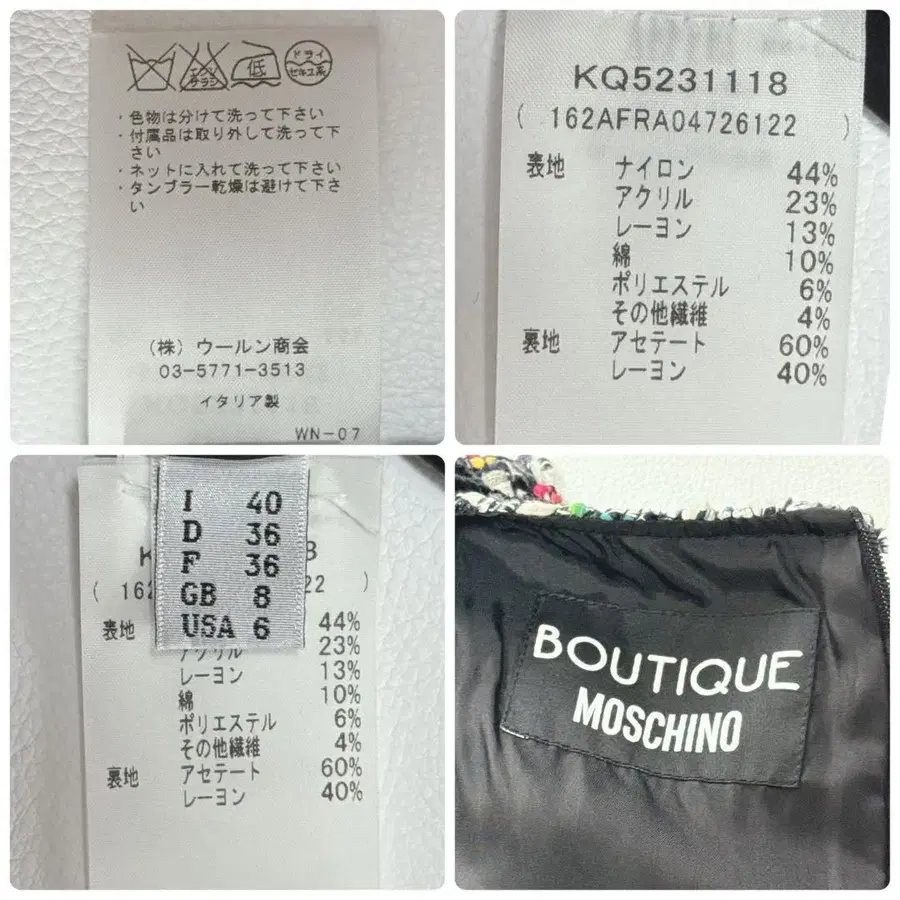 エンソ
サラシ
低
ドライ
セキユ系
・色物は分けて洗って下さい
・付属品は取り外して洗って下
さい
・ネットに入れて洗って下さい
・タンブラー乾燥は避けて下さ
い
(株) ウールン商会
03-5771-3513
イタリア製
WN-07
KQ5231118
( 162AFRA04726122 )
表地 ナイロン 44%
アクリル 23%
レーヨン 13%
綿 10%
ポリエステル 6%
その他繊維 4%
裏地 アセテート 60%
レーヨン 40%
I 40
D 36
F 36
GB 8
USA 6
K 8
( 162 22 )
表地 44%
アクリル 23%
レーヨン 13%
綿 10%
ポリエステル 6%
その他繊維 4%
裏地 アセテート 60%
レーヨン 40%
BOUTIQUE
MOSCHINO